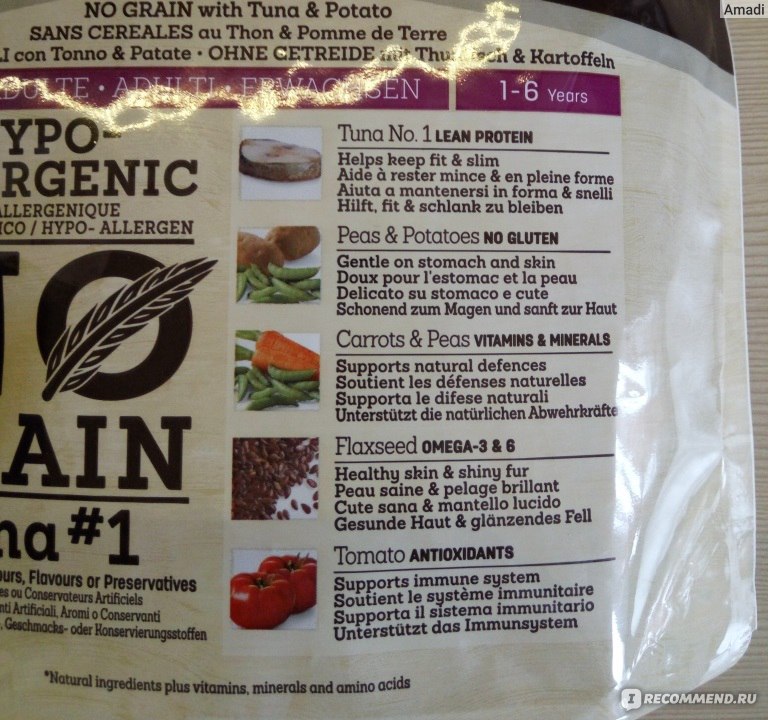 Amadi
NO GRAIN with Tuna & Potato
SANS CEREALES au Thon & Pomme de Terre
LI con Tonno & Patate • OHNE GETREIDE mit Thunfisch & Kartoffeln
DULTE • ADULTI • ERWACHSEN
1-6 Years
HYPO-
RGENIC
ALLERGENIQUE
ICO / HYPO- ALLERGEN
NO
AIN
na #1
ours, Flavours or Preservatives
es ou Conservateurs Artificiels
nti Artificiali, Aromi o Conservanti
Geschmacks- oder Konservierungsstoffen
Tuna No. 1 LEAN PROTEIN
Helps keep fit & slim
Aide à rester mince & en pleine forme
Aiuta a mantenersi in forma & snelli
Hilft, fit & schlank zu bleiben
Peas & Potatoes NO GLUTEN
Gentle on stomach and skin
Doux pour l'estomac et la peau
Delicato su stomaco e cute
Schonend zum Magen und sanft zur Haut
Carrots & Peas VITAMINS & MINERALS
Supports natural defences
Soutient les défenses naturelles
Supporta le difese naturali
Unterstützt die natürlichen Abwehrkräfte
Flaxseed OMEGA-3 & 6
Healthy skin & shiny fur
Peau saine & pelage brillant
Cute sana & mantello lucido
Gesunde Haut & glänzendes Fell
Tomato ANTIOXIDANTS
Supports immune system
Soutient le système immunitaire
Supporta il sistema immunitario
Unterstützt das Immunsystem
*Natural ingredients plus vitamins, minerals and amino acids
RECOMMEND.RU